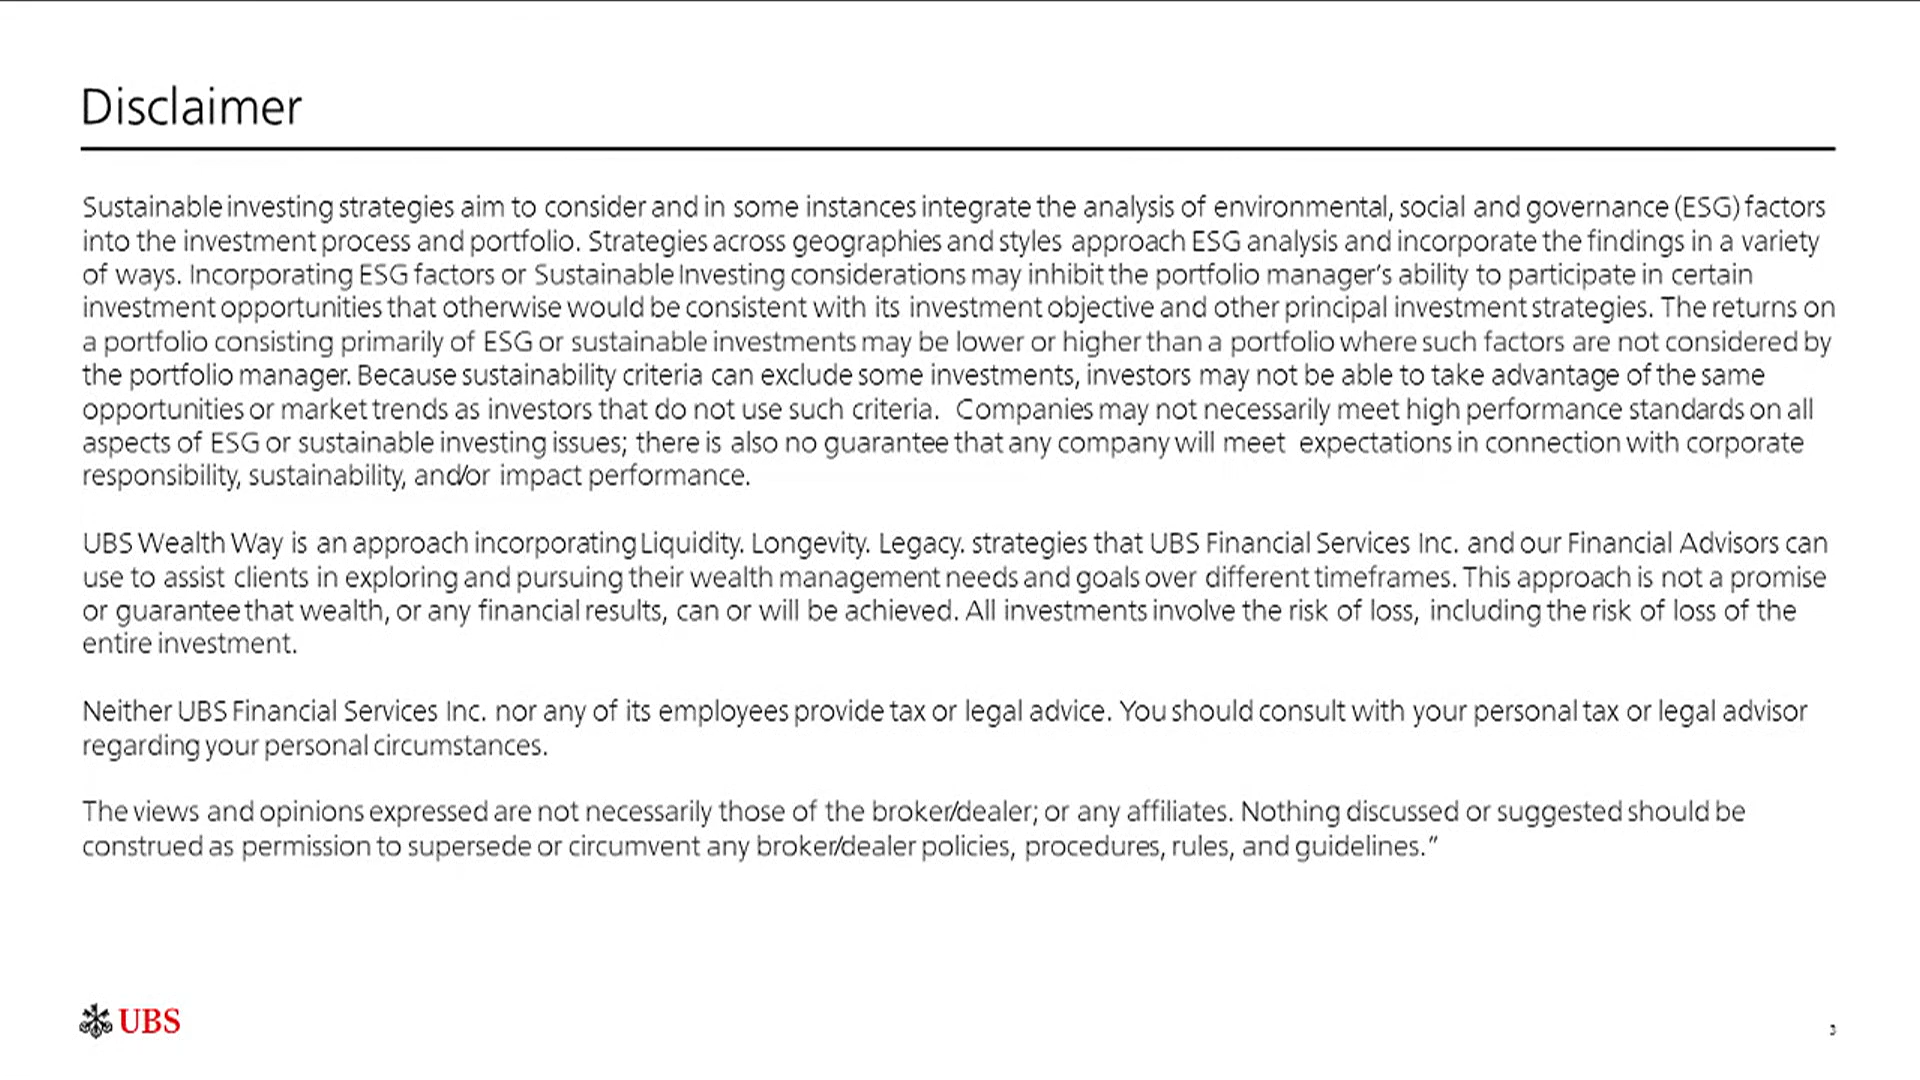 Disclaimer
Sustainable investing strategies aim to consider and in some instances integrate the analysis of environmental, social and governance (ESG) factors
into the investment process and portfolio. Strategies across geographies and styles approach ESG analysis and incorporate the findings in a variety
of ways. Incorporating ESG factors or Sustainable Investing considerations may inhibit the portfolio manager’s ability to participate in certain
investment opportunities that otherwise would be consistent with its investment objective and other principal investment strategies. The returns on
a portfolio consisting primarily of ESG or sustainable investments may be lower or higher than a portfolio where such factors are not considered by
the portfolio manager. Because sustainability criteria can exclude some investments, investors may not be able to take advantage of the same
opportunities or market trends as investors that do not use such criteria. Companies may not necessarily meet high performance standards on all
aspects of ESG or sustainable investing issues; there is also no guarantee that any company will meet expectations in connection with corporate
responsibility, sustainability, and/or impact performance.
UBS Wealth Way is an approach incorporating Liquidity. Longevity. Legacy. strategies that UBS Financial Services Inc. and our Financial Advisors can
use to assist clients in exploring and pursuing their wealth management needs and goals over different timeframes. This approach is not a promise
or guarantee that wealth, or any financial results, can or will be achieved. All investments involve the risk of loss, including the risk of loss of the
entire investment.
Neither UBS Financial Services Inc. nor any of its employees provide tax or legal advice. You should consult with your personal tax or legal advisor
regarding your personal circumstances.
The views and opinions expressed are not necessarily those of the broker/dealer; or any affiliates. Nothing discussed or suggested should be
construed as permission to supersede or circumvent any broker/dealer policies, procedures, rules, and guidelines.”
UBS
3